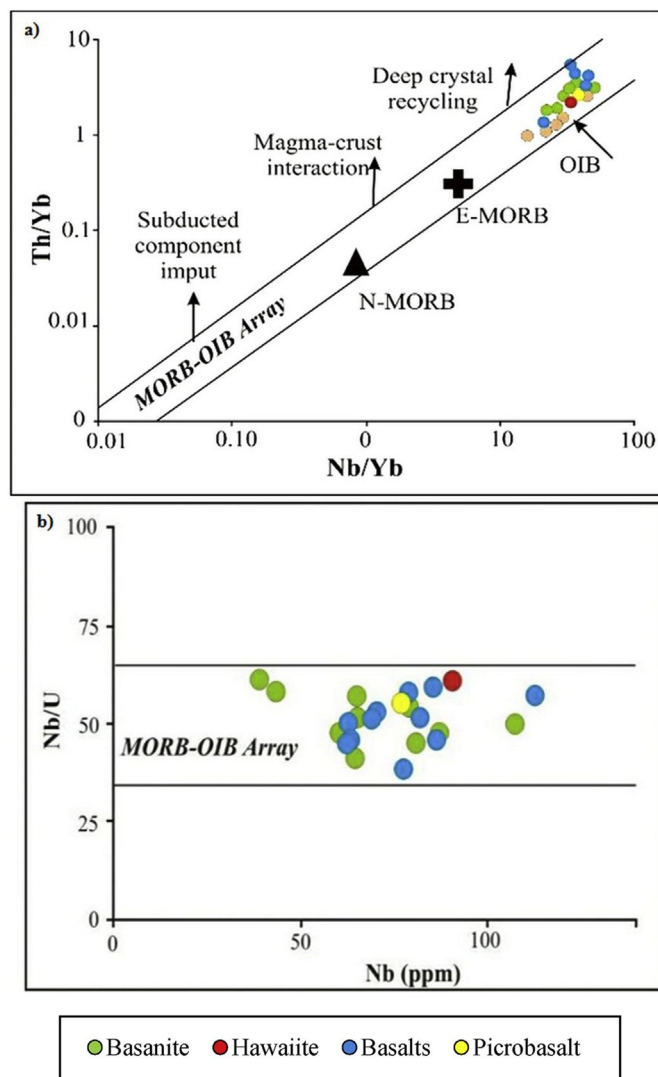 a)
10
1
0.1
0.01
0
Th/Yb
Deep crystal
recycling
Magma-crust
interaction
Subducted
component
imput
OIB
E-MORB
N-MORB
MORB-OIB Array
0.01
0.10
0
10
100
Nb/Yb
b)
100
75
50
25
0
Nb/U
MORB-OIB Array
0
50
100
Nb (ppm)
Basanite Hawaiite Basalts Picrobasalt